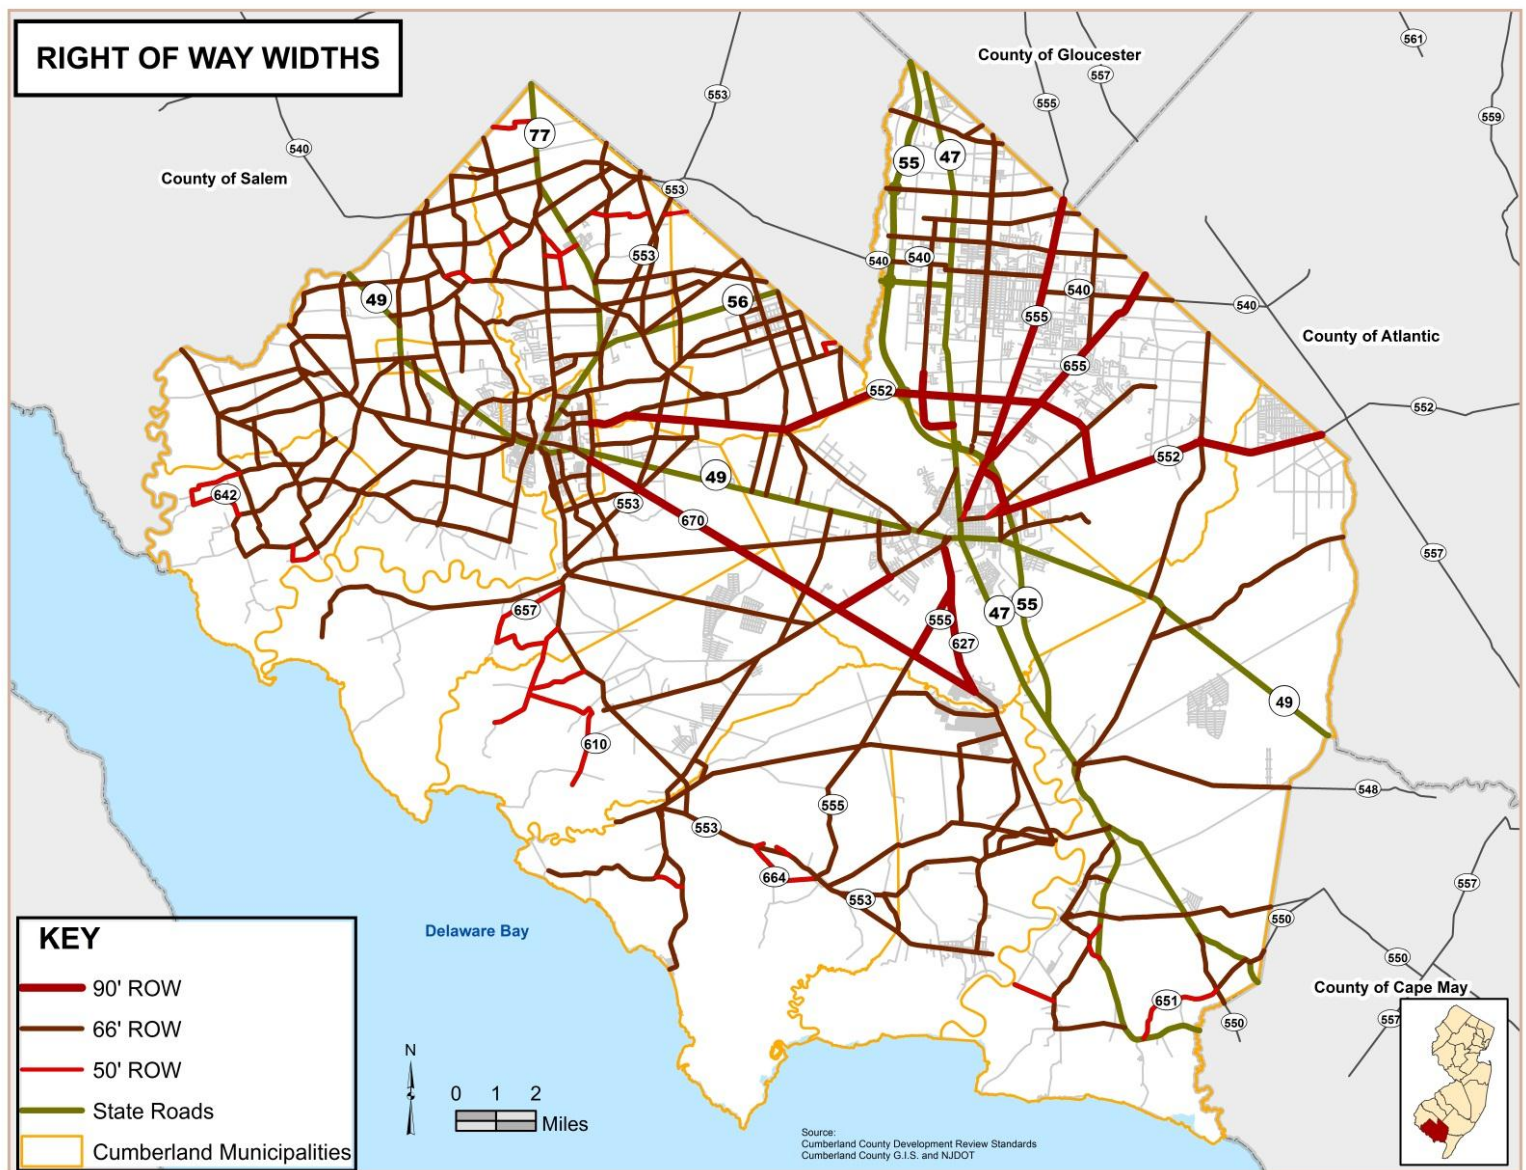 RIGHT OF WAY WIDTHS
County of Gloucester
561
557
553
555
559
77
540
55
47
County of Salem
553
553
540
540
49
56
540
540
555
County of Atlantic
655
552
552
552
49
642
553
670
557
657
47
55
555
627
49
610
548
555
553
664
557
553
550
Delaware Bay
550
County of Cape May
651
557
550
KEY
90' ROW
66' ROW
50' ROW
State Roads
Cumberland Municipalities
N
0 1 2
Miles
Source:
Cumberland County Development Review Standards
Cumberland County G.I.S. and NJDOT